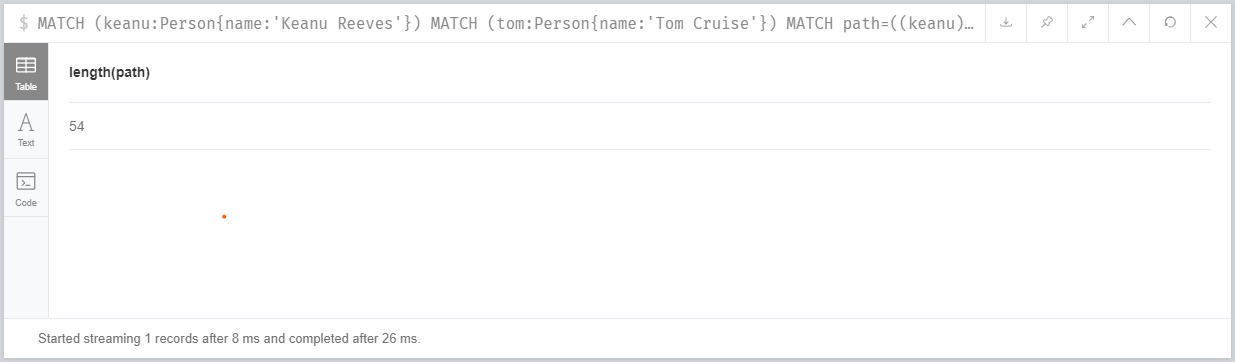 $ MATCH (keanu:Person{name:'Keanu Reeves'}) MATCH (tom:Person{name:'Tom Cruise'}) MATCH path=((keanu)…
Table
length(path)
54
Text
Code
Started streaming 1 records after 8 ms and completed after 26 ms.